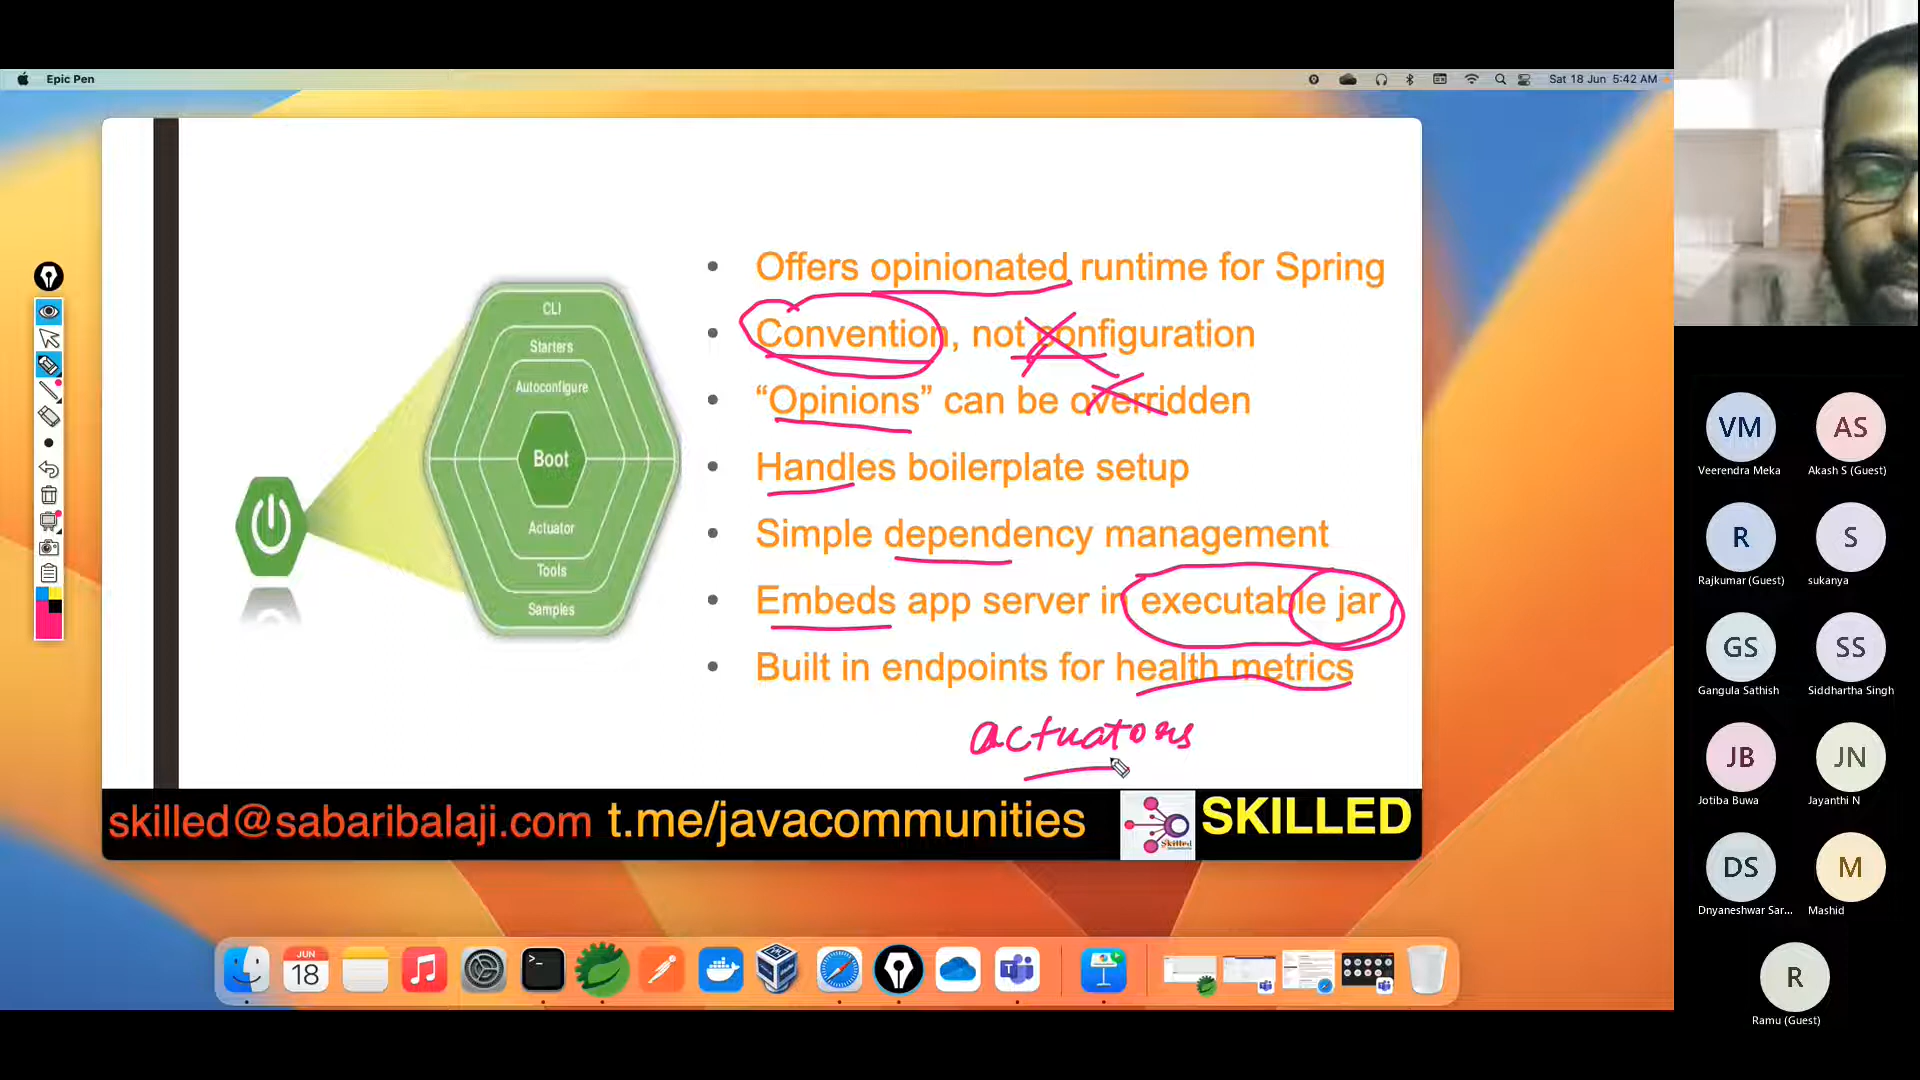 Epic Pen
Sat 18 Jun 5:42 AM
CLI
Starters
Autoconfigure
Boot
Actuator
Tools
Samples
• Offers opinionated runtime for Spring
• Convention, not configuration
• “Opinions” can be overridden
• Handles boilerplate setup
• Simple dependency management
• Embeds app server in executable jar
• Built in endpoints for health metrics
actuators
skilled@sabaribalaji.com t.me/javacommunities
Skilled
SKILLED
JUN
18
VM
Veerendra Meka
AS
Akash S (Guest)
R
Rajkumar (Guest)
S
sukanya
GS
Gangula Sathish
SS
Siddhartha Singh
JB
Jotiba Buwa
JN
Jayanthi N
DS
Dnyaneshwar Sar...
M
Mashid
R
Ramu (Guest)